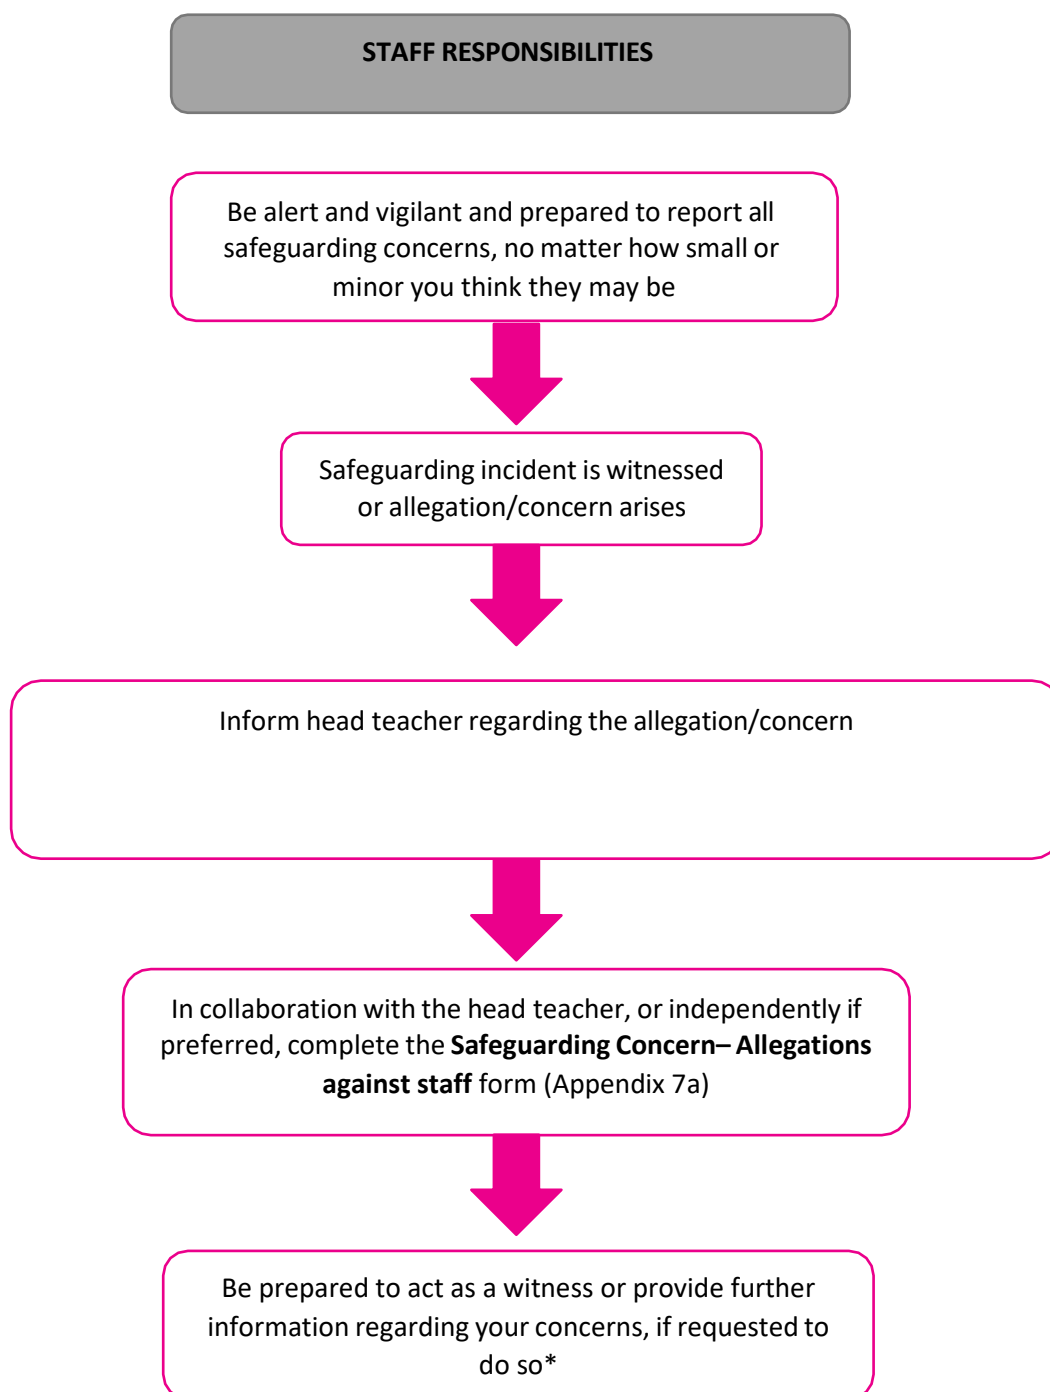 STAFF RESPONSIBILITIES
Be alert and vigilant and prepared to report all
safeguarding concerns, no matter how small or
minor you think they may be
Safeguarding incident is witnessed
or allegation/concern arises
Inform head teacher regarding the allegation/concern
In collaboration with the head teacher, or independently if
preferred, complete the Safeguarding Concern– Allegations
against staff form (Appendix 7a)
Be prepared to act as a witness or provide further
information regarding your concerns, if requested to
do so*